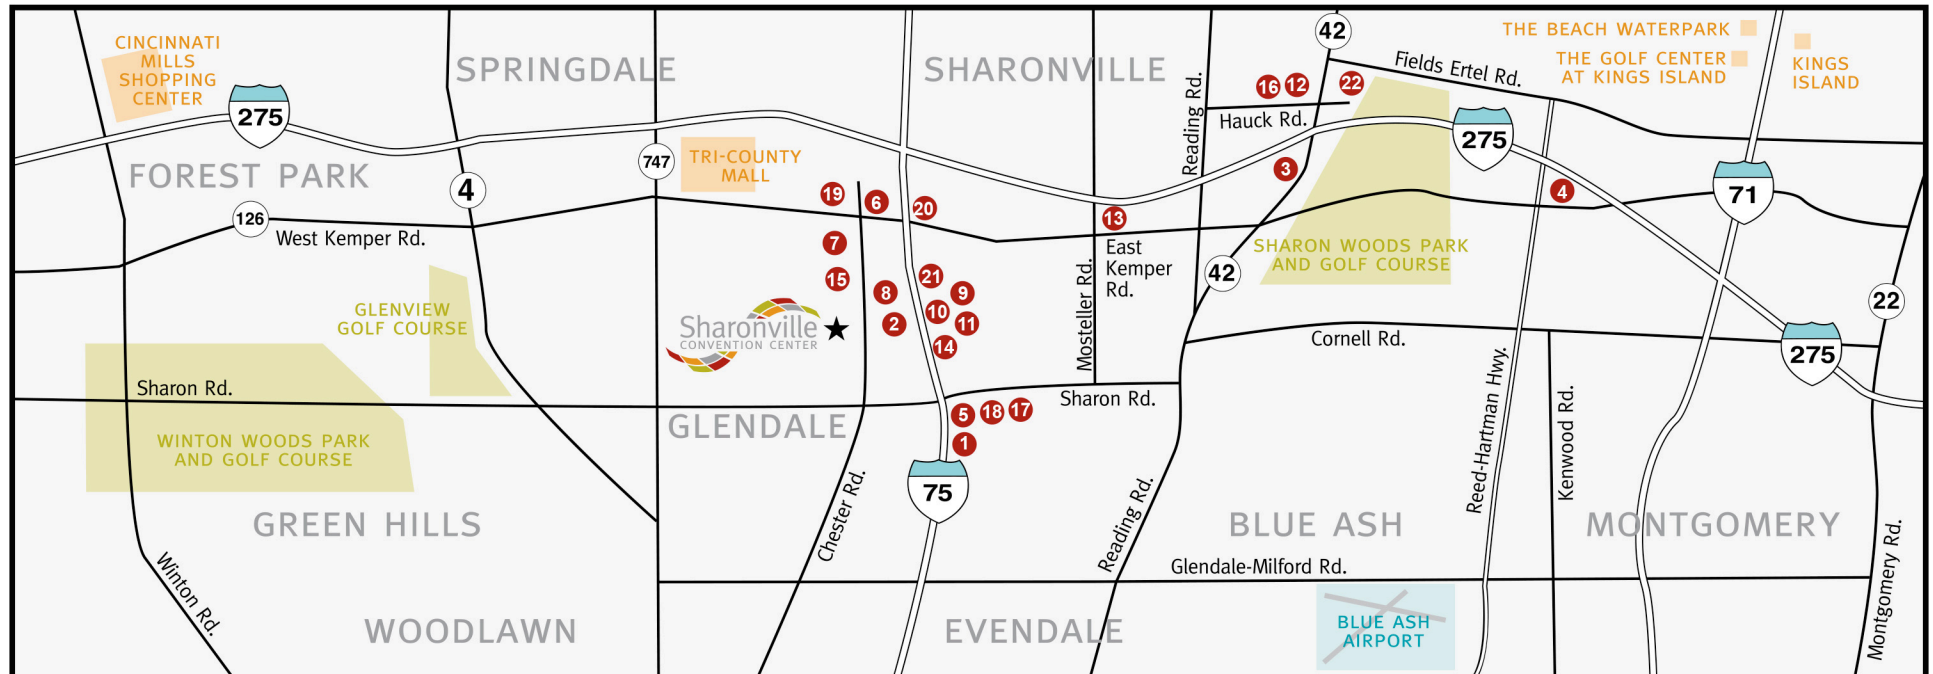 CINCINNATI
MILLS
SHOPPING
CENTER
275
SPRINGDALE
SHARONVILLE
42
Fields Ertel Rd.
THE BEACH WATERPARK
THE GOLF CENTER
AT KINGS ISLAND
KINGS
ISLAND
16
12
22
Reading Rd.
Hauck Rd.
275
FOREST PARK
4
747
TRI-COUNTY
MALL
3
4
71
19
6
20
13
126
West Kemper Rd.
7
East
Kemper
Rd.
42
SHARON WOODS PARK
AND GOLF COURSE
15
8
21
9
10
2
11
14
Mosteller Rd.
22
GLENVIEW
GOLF COURSE
Sharonville
CONVENTION CENTER
Cornell Rd.
275
Sharon Rd.
Sharon Rd.
5
18
17
1
GLENDALE
WINTON WOODS PARK
AND GOLF COURSE
Reed-Hartman Hwy.
Kenwood Rd.
75
GREEN HILLS
Chester Rd.
Reading Rd.
BLUE ASH
MONTGOMERY
Winton Rd.
Glendale-Milford Rd.
Montgomery Rd.
WOODLAWN
EVENDALE
BLUE ASH
AIRPORT